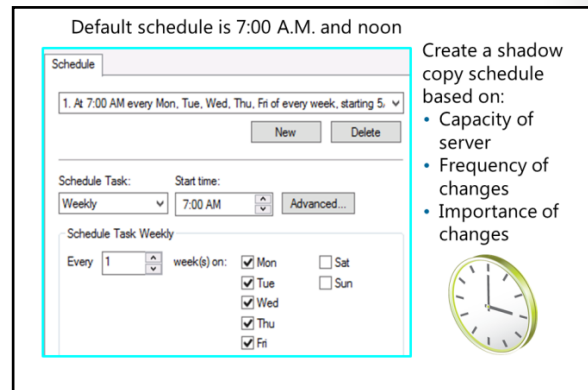 Default schedule is 7:00 A.M. and noon
Schedule
1. At 7:00 AM every Mon, Tue, Wed, Thu, Fri of every week, starting 5/
New Delete
Schedule Task: Start time:
Weekly 7:00 AM Advanced...
Schedule Task Weekly
Every 1 week(s) on: Mon Sat
Tue Sun
Wed
Thu
Fri
Create a shadow
copy schedule
based on:
• Capacity of
server
• Frequency of
changes
• Importance of
changes